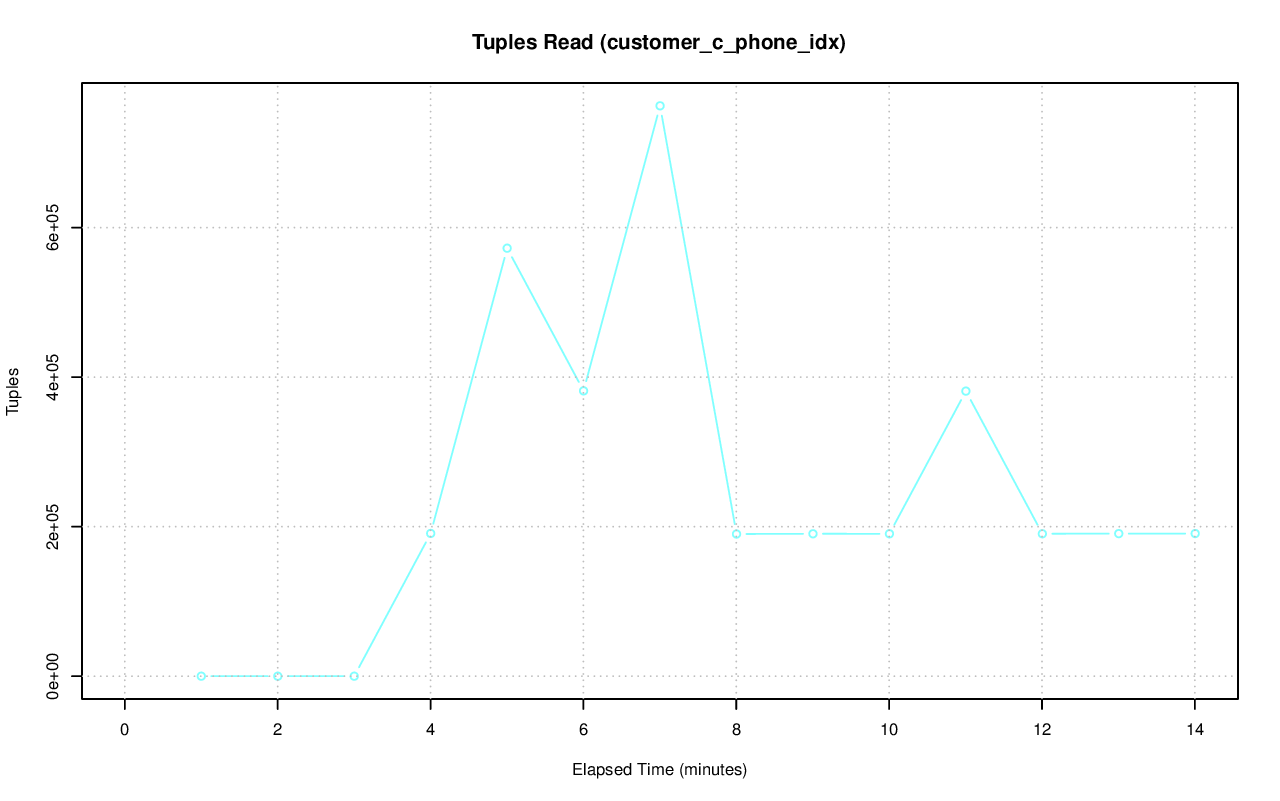 Tuples Read (customer_c_phone_idx)
Tuples
6e+05
4e+05
2e+05
0e+00
0 2 4 6 8 10 12 14
Elapsed Time (minutes)